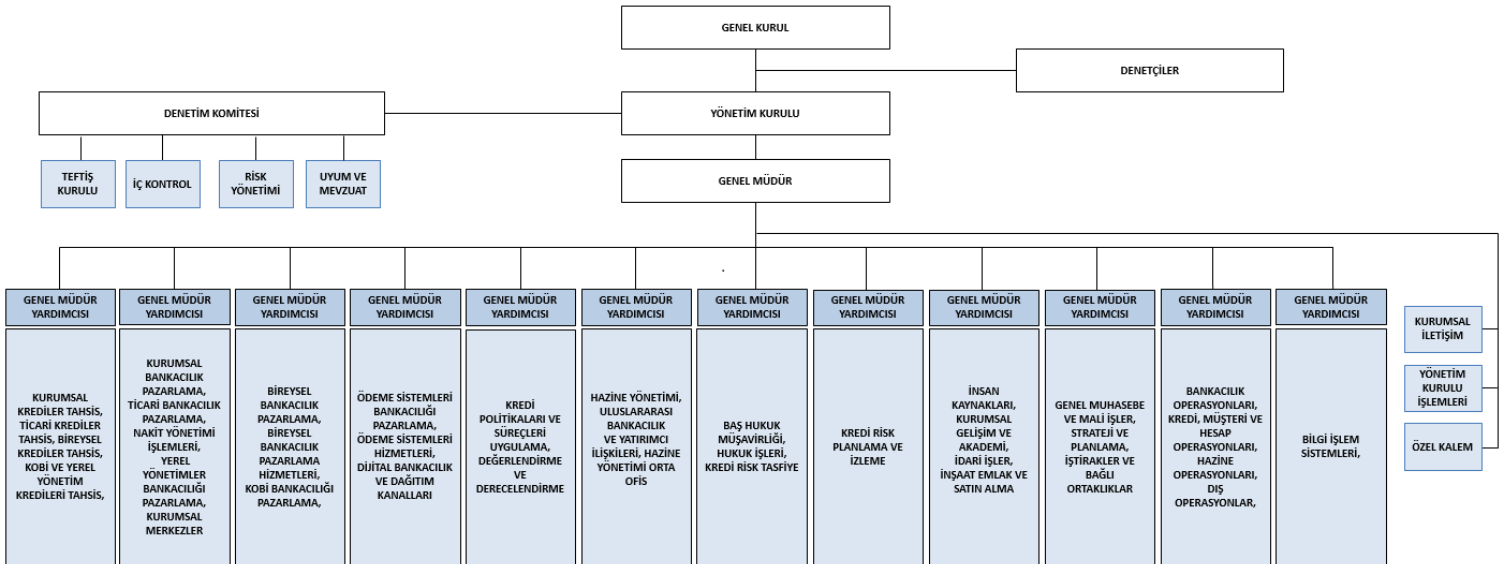 GENEL KURUL
DENETÇİLER
DENETİM KOMİTESİ
YÖNETİM KURULU
TEFTİŞ
KURULU
İÇ KONTROL
RİSK
YÖNETİMİ
UYUM VE
MEVZUAT
GENEL MÜDÜR
GENEL MÜDÜR
YARDIMCISI
KURUMSAL
KREDİLER TAHSİS,
TİCARİ KREDİLER
TAHSİS, BİREYSEL
KREDİLER TAHSİS,
KOBİ VE YEREL
YÖNETİM
KREDİLERİ TAHSİS,
GENEL MÜDÜR
YARDIMCISI
KURUMSAL
BANKACILIK
PAZARLAMA,
TİCARİ BANKACILIK
PAZARLAMA,
NAKİT YÖNETİMİ
İŞLEMLERİ,
YEREL
YÖNETİMLER
BANKACILIĞI
PAZARLAMA,
KURUMSAL
MERKEZLER
GENEL MÜDÜR
YARDIMCISI
BİREYSEL
BANKACILIK
PAZARLAMA,
BİREYSEL
BANKACILIK
PAZARLAMA
HİZMETLERİ,
KOBİ BANKACILIĞI
PAZARLAMA,
GENEL MÜDÜR
YARDIMCISI
ÖDEME SİSTEMLERİ
BANKACILIĞI
PAZARLAMA,
ÖDEME SİSTEMLERİ
HİZMETLERİ,
DİJİTAL BANKACILIK
VE DAĞITIM
KANALLARI
GENEL MÜDÜR
YARDIMCISI
KREDİ
POLİTİKALARI VE
SÜREÇLERİ
UYGULAMA,
DEĞERLENDİRME
VE
DERECELENDİRME
GENEL MÜDÜR
YARDIMCISI
HAZİNE YÖNETİMİ,
ULUSLARARASI
BANKACILIK
VE YATIRIMCI
İLİŞKİLERİ, HAZİNE
YÖNETİMİ ORTA
OFİS
GENEL MÜDÜR
YARDIMCISI
BAŞ HUKUK
MÜŞAVİRLİĞİ,
HUKUK İŞLERİ,
KREDİ RİSK TASFİYE
GENEL MÜDÜR
YARDIMCISI
KREDİ RİSK
PLANLAMA VE
İZLEME
GENEL MÜDÜR
YARDIMCISI
İNSAN
KAYNAKLARI,
KURUMSAL
GELİŞİM VE
AKADEMİ,
İDARİ İŞLER,
İNŞAAT EMLAK VE
SATIN ALMA
GENEL MÜDÜR
YARDIMCISI
GENEL MUHASEBE
VE MALİ İŞLER,
STRATEJİ VE
PLANLAMA,
İŞTİRAKLER VE
BAĞLI
ORTAKLIKLAR
GENEL MÜDÜR
YARDIMCISI
BANKACILIK
OPERASYONLARI,
KREDİ, MÜŞTERİ VE
HESAP
OPERASYONLARI,
HAZİNE
OPERASYONLARI,
DIŞ
OPERASYONLAR,
GENEL MÜDÜR
YARDIMCISI
BİLGİ İŞLEM
SİSTEMLERİ,
KURUMSAL
İLETİŞİM
YÖNETİM
KURULU
İŞLEMLERİ
ÖZEL KALEM